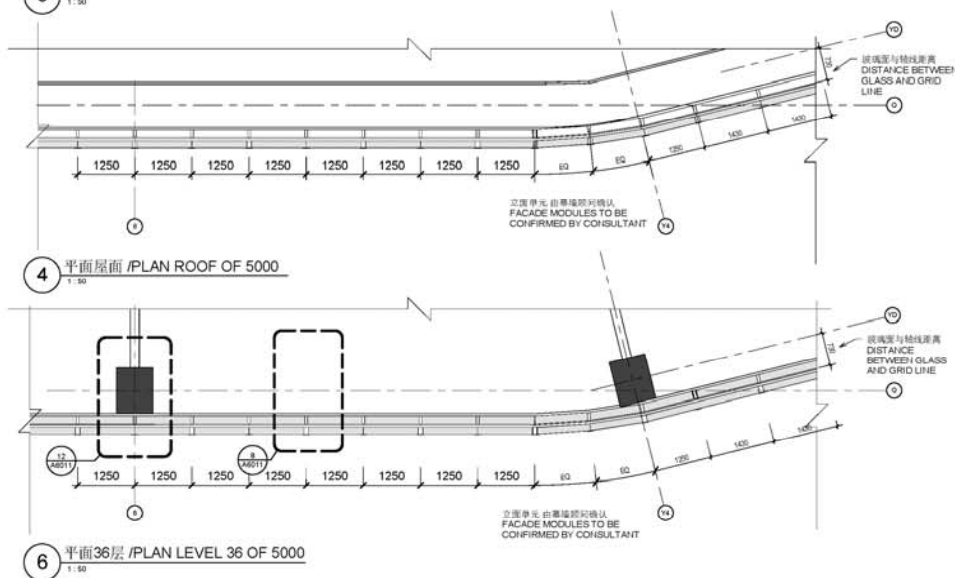 1 : 50
YD
730
玻璃面与轴线距离
DISTANCE BETWEEN
GLASS AND GRID
LINE
Q
1250 1250 1250 1250 1250 1250 1250 1250 EQ EQ 1250 1430 1430
立面单元由幕墙顾问确认
FACADE MODULES TO BE
CONFIRMED BY CONSULTANT
8
Y4
4 平面屋面 /PLAN ROOF OF 5000
1 : 50
YD
730
玻璃面与轴线距离
DISTANCE
BETWEEN GLASS
AND GRID LINE
Q
12
A6011
A6011
1250 1250 1250 1250 1250 1250 1250 1250 EQ EQ 1250 1430 1430
8
Y4
立面单元由幕墙顾问确认
FACADE MODULES TO BE
CONFIRMED BY CONSULTANT
6 平面36层 /PLAN LEVEL 36 OF 5000
1 : 50